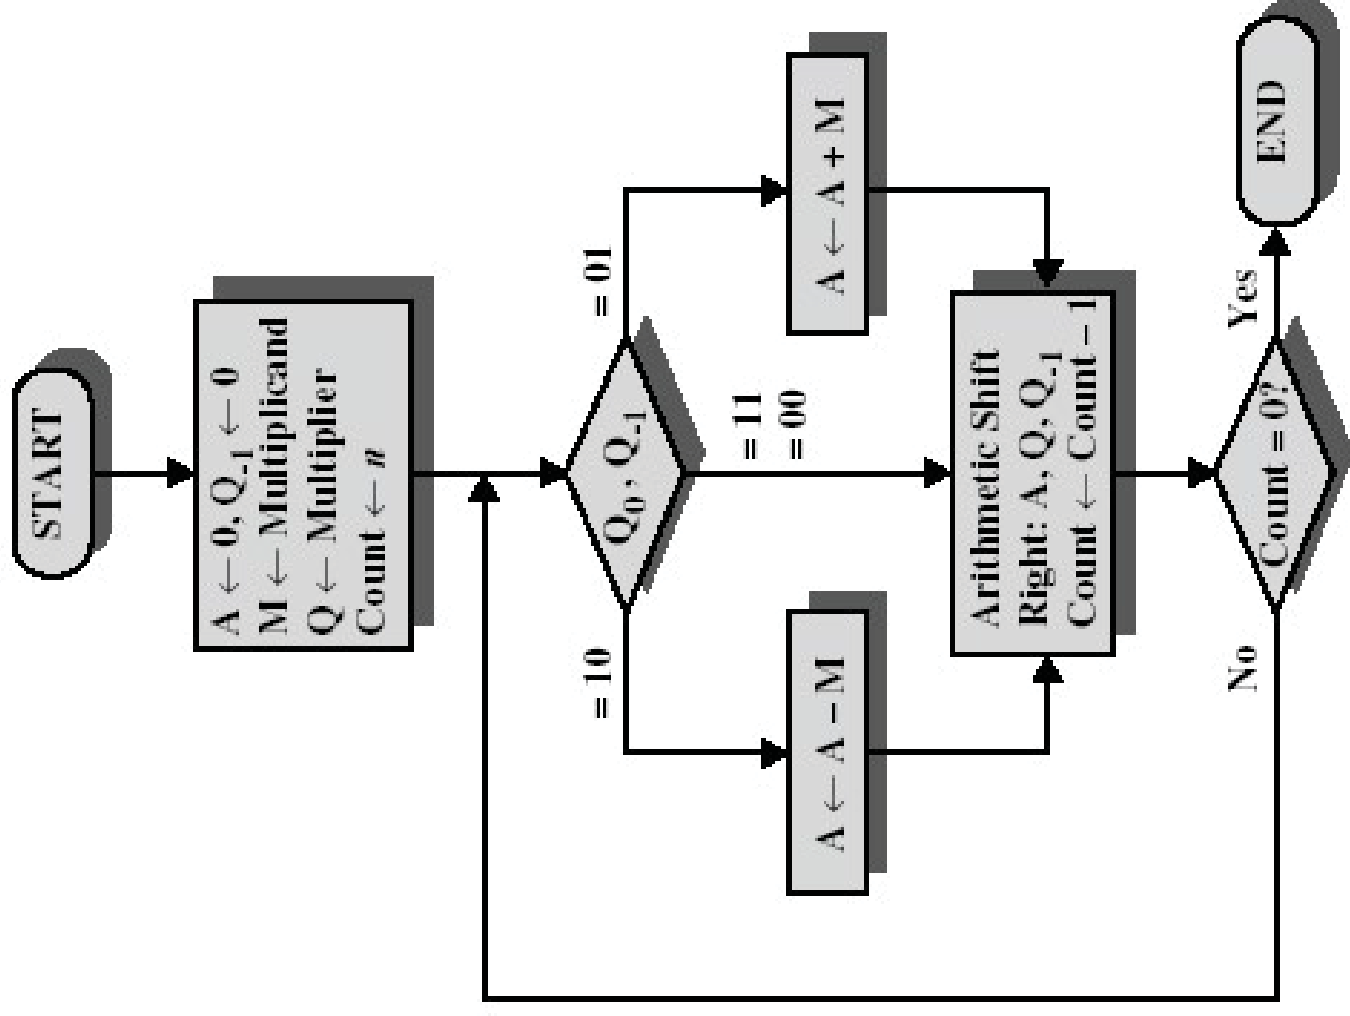 START
A ← 0, Q₋₁ ← 0
M ← Multiplicand
Q ← Multiplier
Count ← n
= 10
Q₀, Q₋₁
= 01
= 11
= 00
A ← A – M
A ← A + M
Arithmetic Shift
Right: A, Q, Q₋₁
Count ← Count – 1
No
Count = 0?
Yes
END